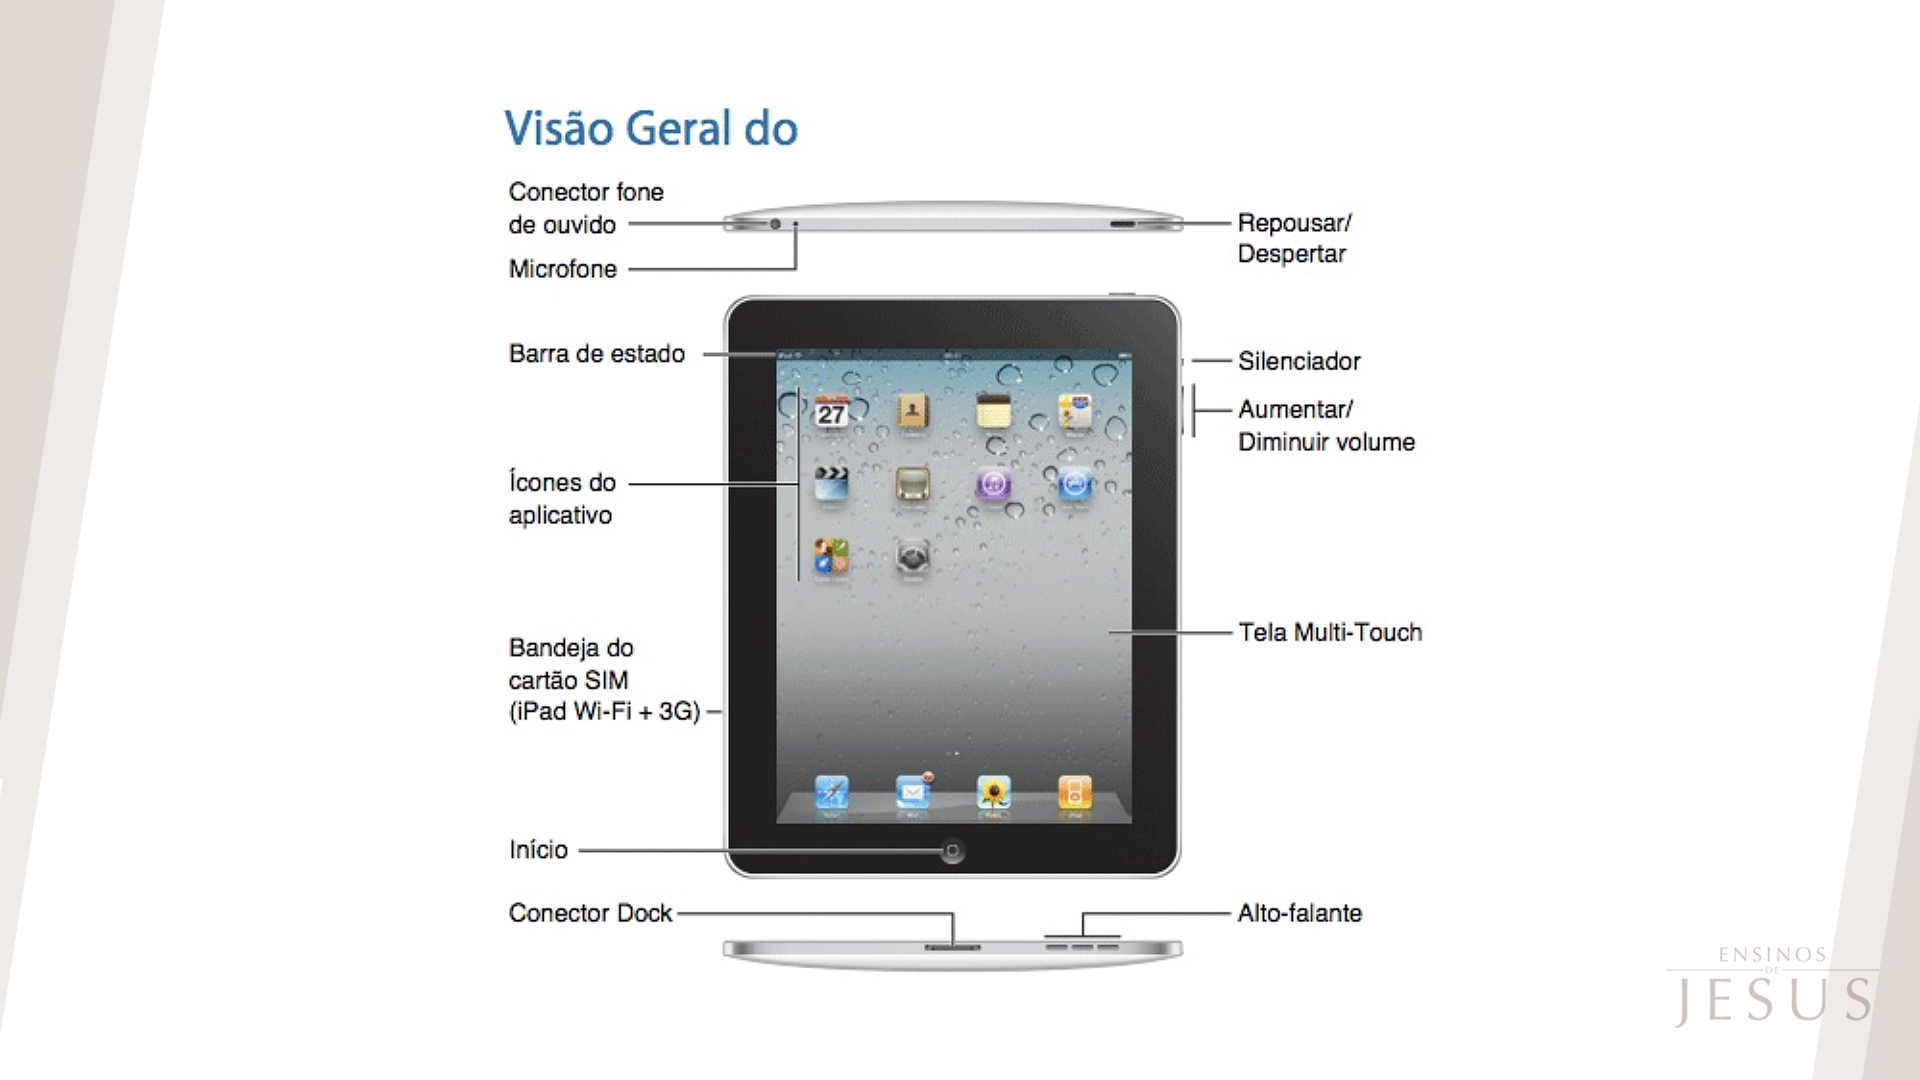 Visão Geral do
Conector fone
de ouvido
Microfone
Repousar/
Despertar
Barra de estado
Silenciador
Aumentar/
Diminuir volume
27
Ícones do
aplicativo
Bandeja do
cartão SIM
(iPad Wi-Fi + 3G)
Tela Multi-Touch
Início
Conector Dock
Alto-falante
ENSINOS
DE
JESUS